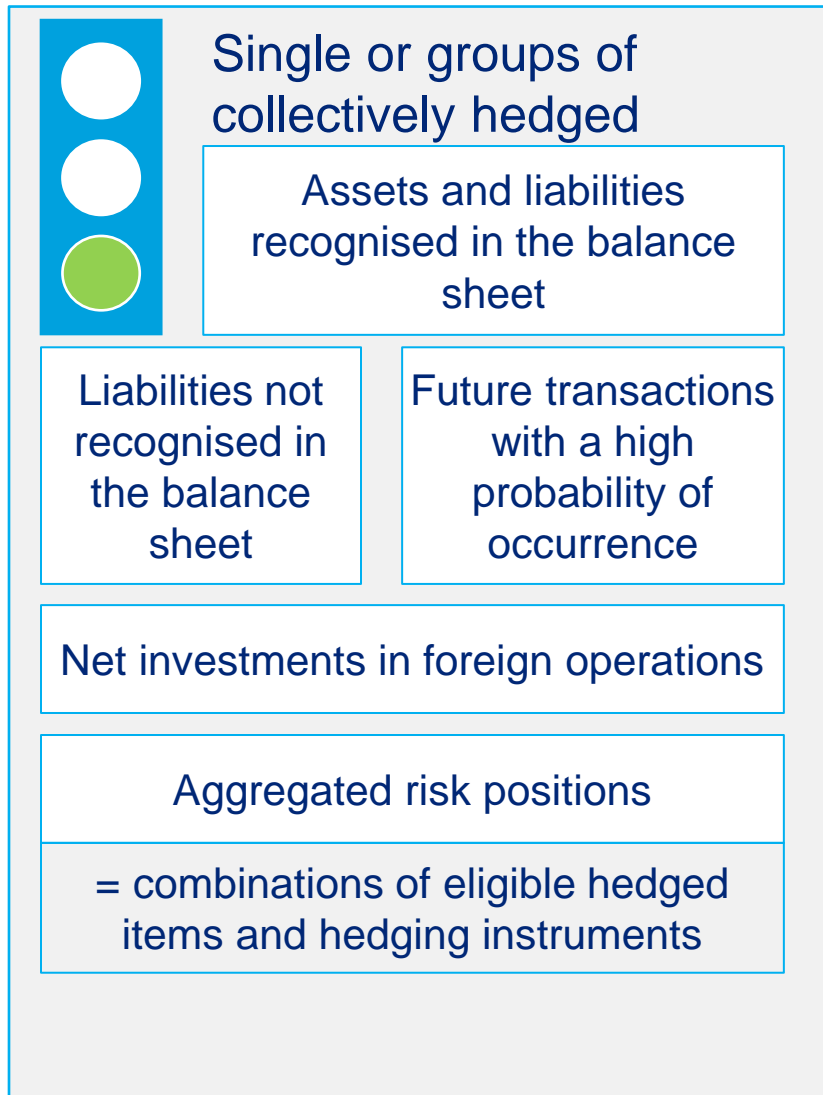 Single or groups of
collectively hedged
Assets and liabilities
recognised in the balance
sheet
Liabilities not
recognised in
the balance
sheet
Future transactions
with a high
probability of
occurrence
Net investments in foreign operations
Aggregated risk positions
= combinations of eligible hedged
items and hedging instruments